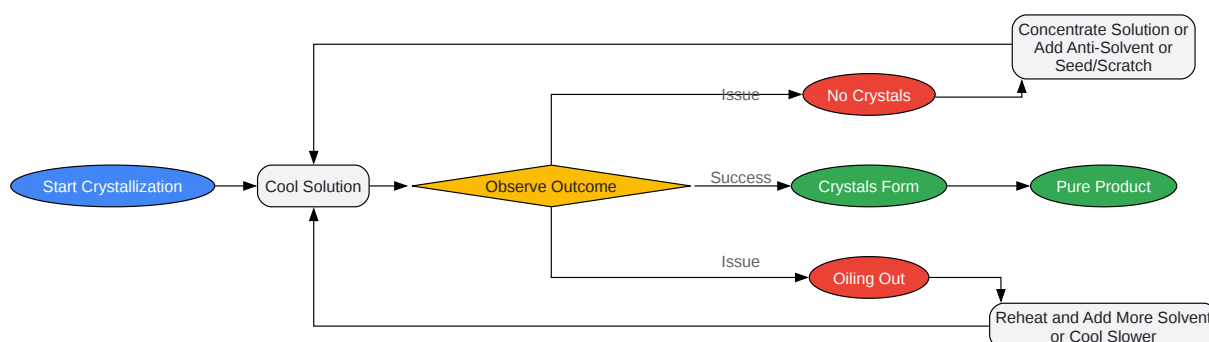 Concentrate Solution or
Add Anti-Solvent or
Seed/Scratch
Issue
No Crystals
Start Crystallization
Cool Solution
Observe Outcome
Success
Crystals Form
Pure Product
Issue
Oiling Out
Reheat and Add More Solvent
or Cool Slower